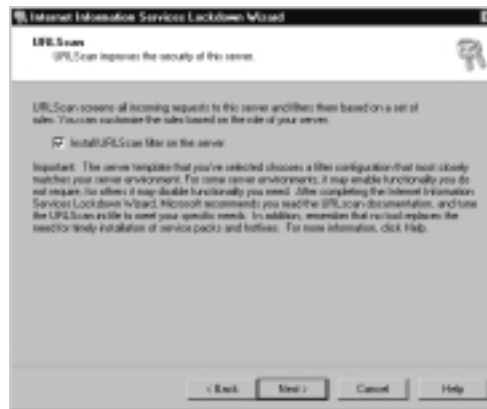 Internet Information Services Lockdown Wizard
URLScan
URLScan improves the security of this server.
URLScan screens all incoming requests to this server and filters them based on a set of
rules. You can customize the rules based on the role of your server.
Install URLScan filter on the server
Important: The server template that you've selected chooses a filter configuration that most closely
matches your server environment. For some server environments, it may enable functionality you do
not require; for others it may disable functionality you need. After completing the Internet Information
Services Lockdown Wizard, Microsoft recommends you read the URLScan documentation, and tune
the URLScan.ini file to meet your specific needs. In addition, remember that no tool replaces the
need for timely installation of service packs and hotfixes. For more information, click Help.
< Back
Next >
Cancel
Help